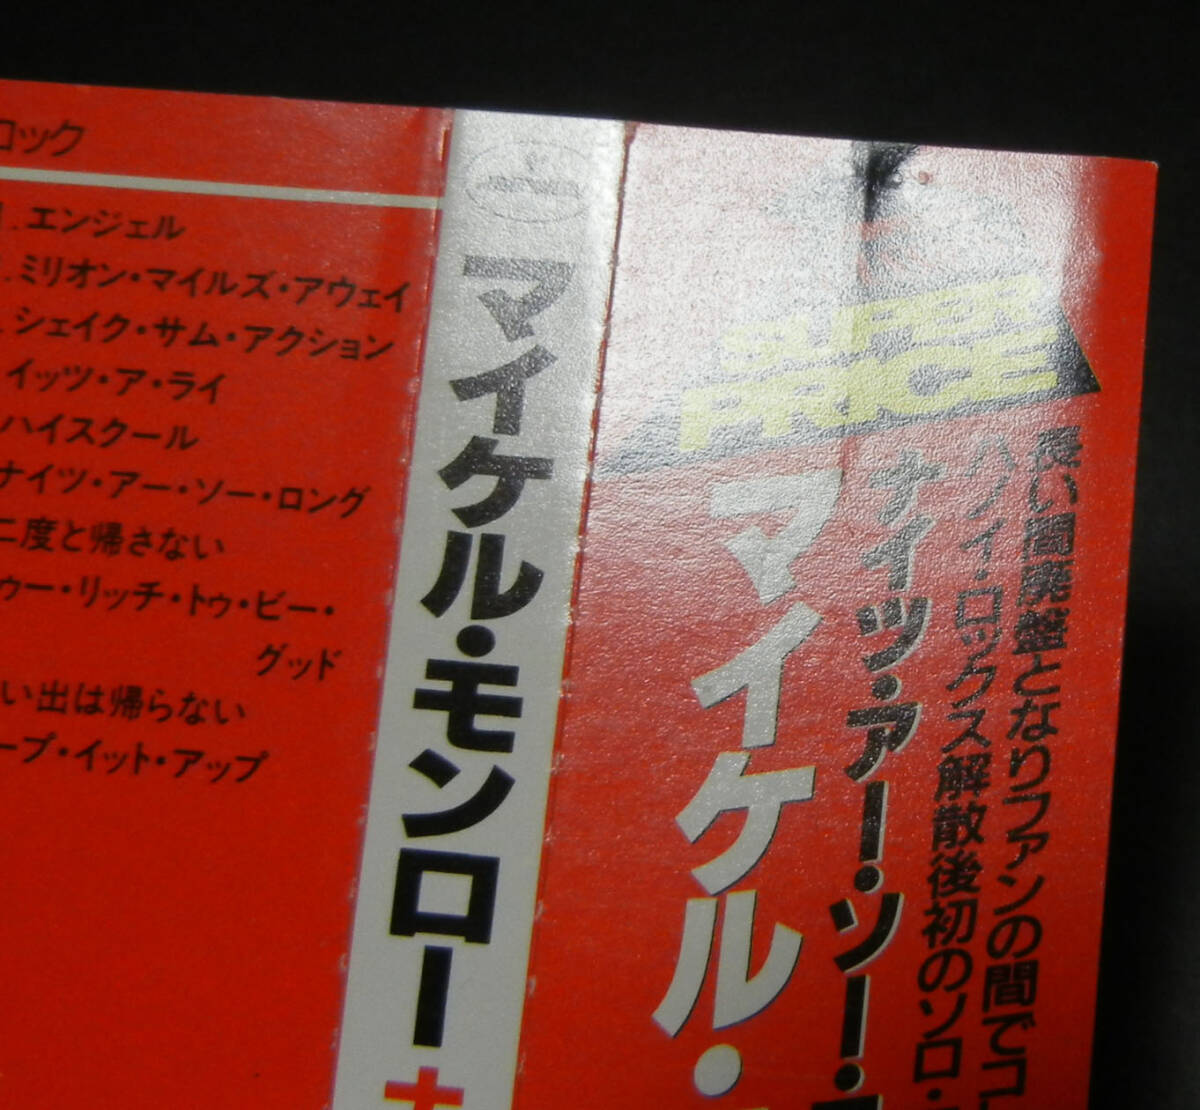 ロック
1.エンジェル
.ミリオン・マイルズ・アウェイ
.シェイク・サム・アクション
イッツ・ア・ライ
ハイスクール
ナイツ・アー・ソー・ロング
二度と帰さない
ゥー・リッチ・トゥ・ビー・
グッド
い出は帰らない
ープ・イット・アップ
マイケル・モンロー
SUPER
PRICE
長い間廃盤となりファンの間でコ
ハノイ・ロックス解散後初のソロ・
ナイツ・アー・ソー・
マイケル・